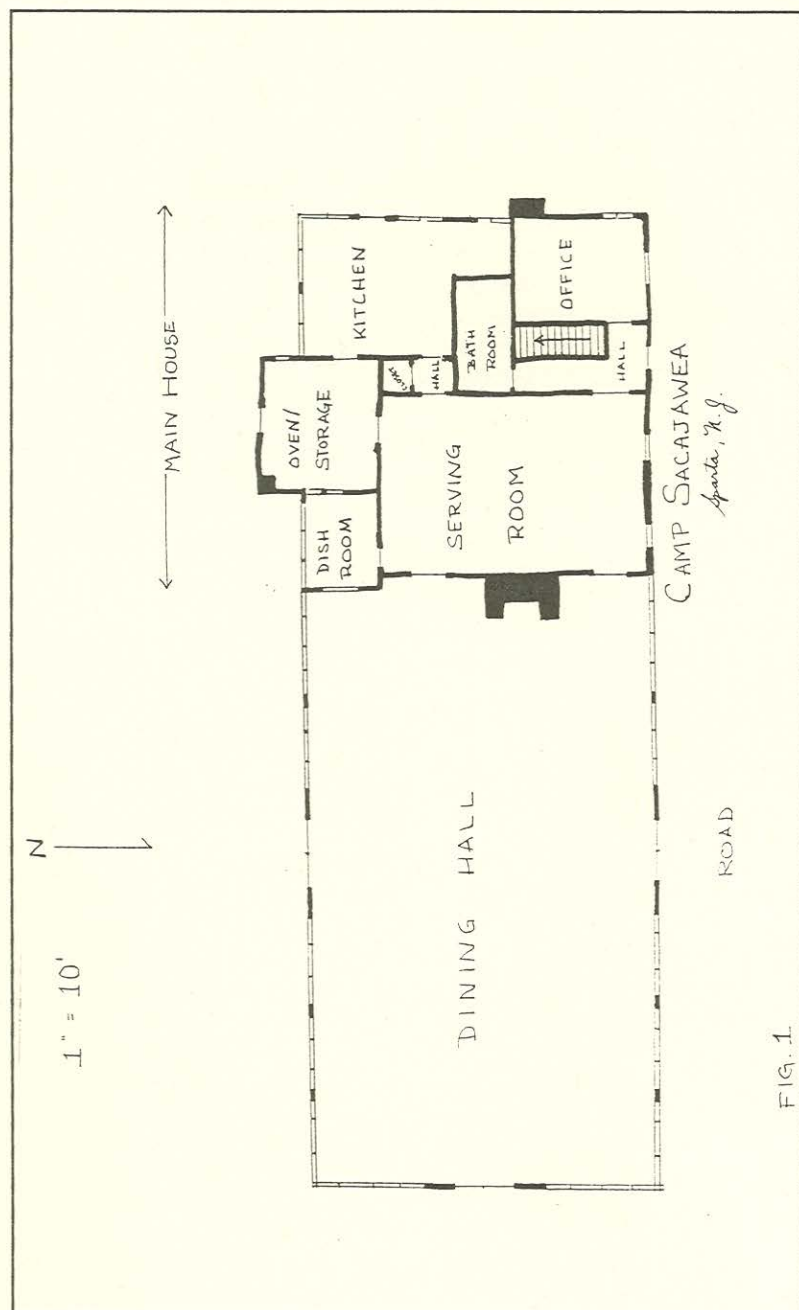 MAIN HOUSE
N
1" = 10'
KITCHEN
OFFICE
BATH
ROOM
HALL
HALL
OVEN/
STORAGE
DISH
ROOM
SERVING
ROOM
CAMP SACAJAWEA
Sparta, N.J.
DINING HALL
ROAD
FIG. 1